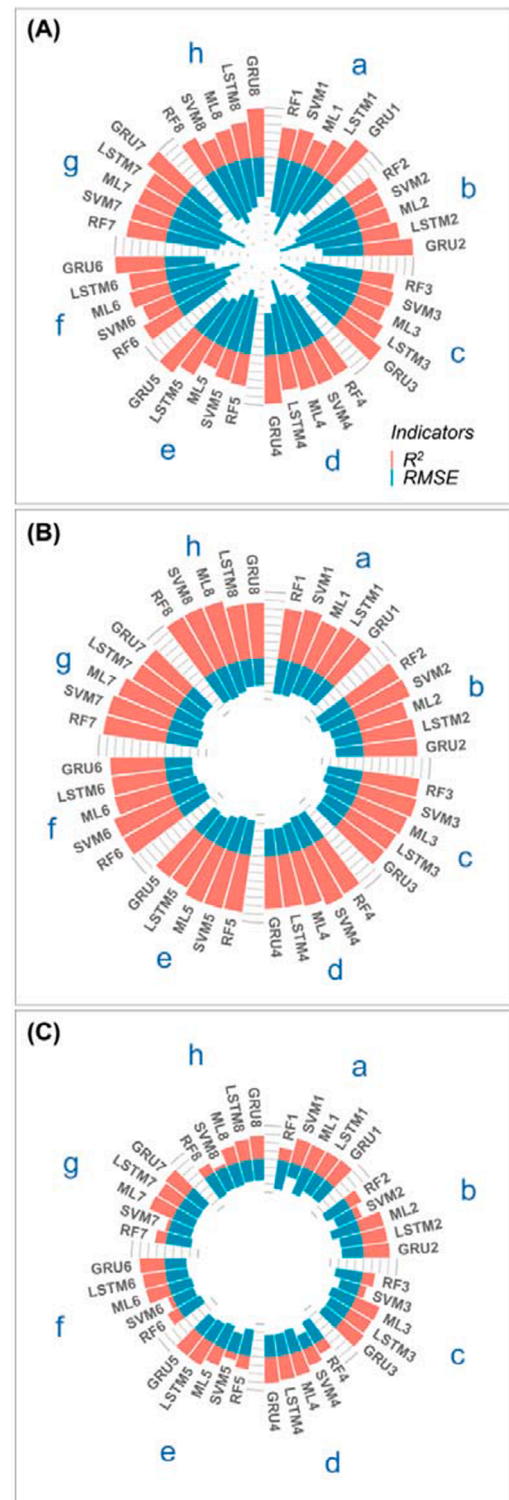 (A)
h
a
RF8
SVM8
ML8
LSTM8
GRU8
RF1
SVM1
ML1
LSTM1
GRU1
g
GRU7
LSTM7
ML7
SVM7
RF7
b
RF2
SVM2
ML2
LSTM2
GRU2
f
GRU6
LSTM6
ML6
SVM6
RF6
c
RF3
SVM3
ML3
LSTM3
GRU3
e
GRU5
LSTM5
ML5
SVM5
RF5
d
GRU4
LSTM4
ML4
SVM4
RF4
Indicators
R²
RMSE
(B)
h
a
RF8
SVM8
ML8
LSTM8
GRU8
RF1
SVM1
ML1
LSTM1
GRU1
g
GRU7
LSTM7
ML7
SVM7
RF7
b
RF2
SVM2
ML2
LSTM2
GRU2
f
GRU6
LSTM6
ML6
SVM6
RF6
c
RF3
SVM3
ML3
LSTM3
GRU3
e
GRU5
LSTM5
ML5
SVM5
RF5
d
GRU4
LSTM4
ML4
SVM4
RF4
(C)
h
a
RF8
SVM8
ML8
LSTM8
GRU8
RF1
SVM1
ML1
LSTM1
GRU1
g
GRU7
LSTM7
ML7
SVM7
RF7
b
RF2
SVM2
ML2
LSTM2
GRU2
f
GRU6
LSTM6
ML6
SVM6
RF6
c
RF3
SVM3
ML3
LSTM3
GRU3
e
GRU5
LSTM5
ML5
SVM5
RF5
d
GRU4
LSTM4
ML4
SVM4
RF4